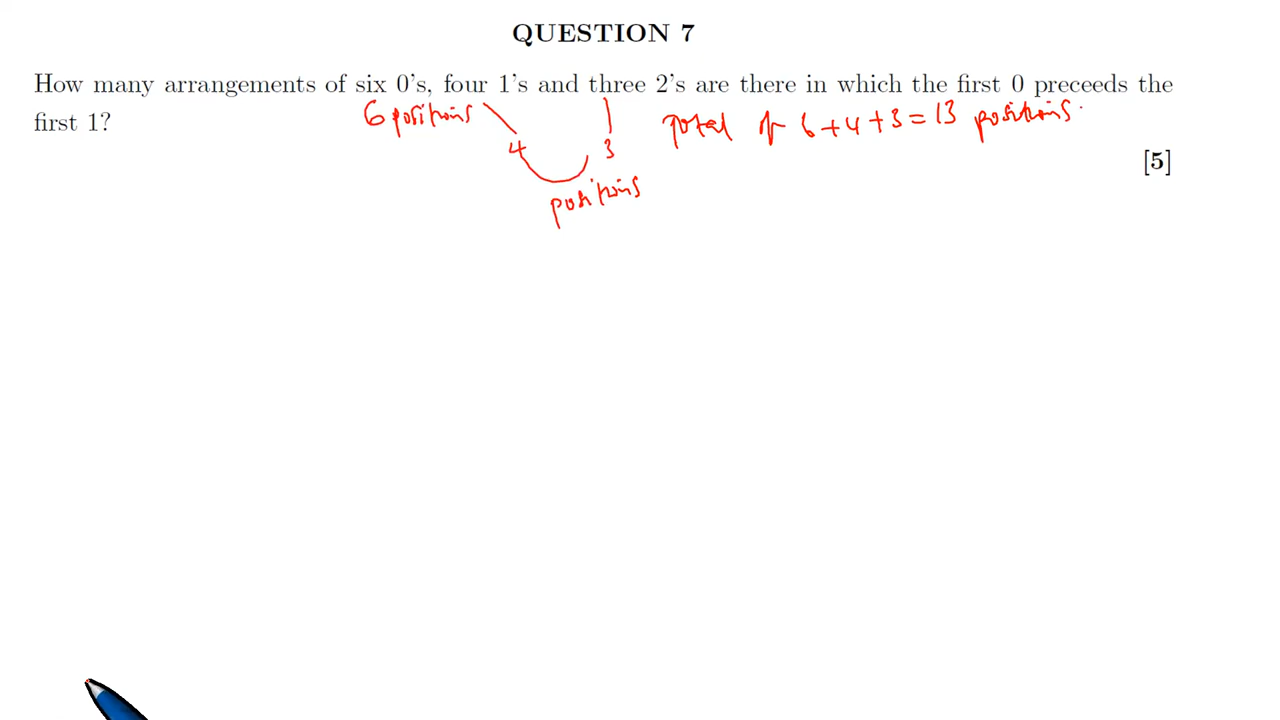 QUESTION 7
How many arrangements of six 0's, four 1's and three 2's are there in which the first 0 preceeds the
first 1?
6 positions
4 3
positions
total of 6 + 4 + 3 = 13 positions.
[5]